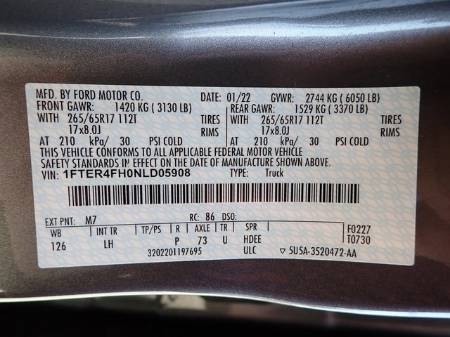 MFD. BY FORD MOTOR CO. 01/22 GVWR: 2744 KG ( 6050 LB)
FRONT GAWR: 1420 KG ( 3130 LB) REAR GAWR: 1529 KG ( 3370 LB)
WITH 265/65R17 112T TIRES WITH 265/65R17 112T TIRES
17x8.0J RIMS 17x8.0J RIMS
AT 210 kPa/ 30 PSI COLD AT 210 kPa/ 30 PSI COLD
THIS VEHICLE CONFORMS TO ALL APPLICABLE FEDERAL MOTOR VEHICLE
SAFETY STANDARDS IN EFFECT ON THE DATE OF MANUFACTURE SHOWN ABOVE.
VIN: 1FTER4FH0NLD05908 TYPE: Truck
EXT PNT: M7 RC: 86 DSO: F0227
WB INT TR TP/PS R AXLE TR SPR T0730
126 LH P 73 U HDEE
3202201197695 ULC 5USA-3520472-AA